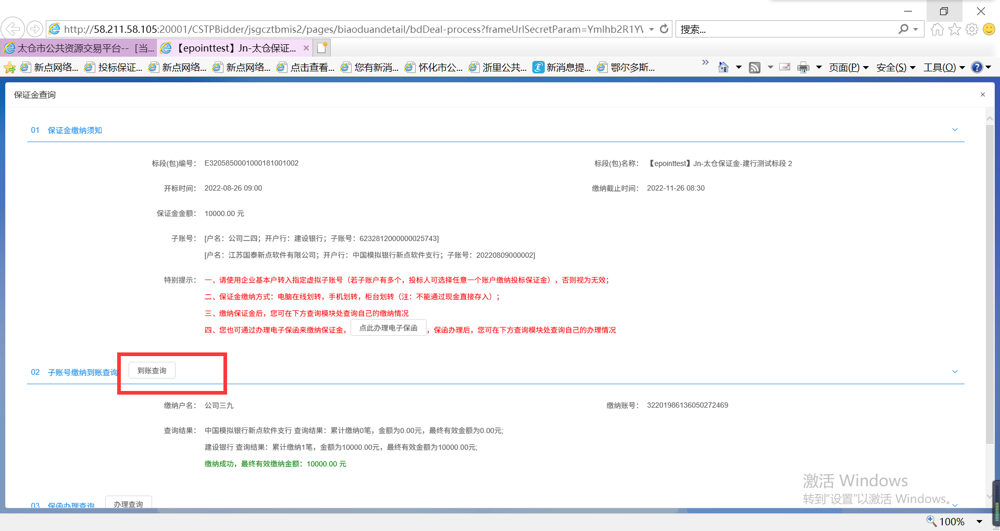 http://58.211.58.105:20001/CSTPBidder/jsgcztbmis2/pages/biaoduandetail/bdDeal-process?frameUrlSecretParam=Ymlhb2R1Y\ 搜索...
太仓市公共资源交易平台-- [当... 【epointtest】Jn-太仓保证...
新点网络... 投标保证... 新点网络... 新点网络... 点击查看... 您有新消... 怀化市公... 浙里公共... 新消息提... 鄂尔多斯... » 页面(P) 安全(S) 工具(O)
保证金查询 ×
01 保证金缴纳须知
标段(包)编号： E3205850001000181001002 标段(包)名称： 【epointtest】Jn-太仓保证金-建行测试标段 2
开标时间： 2022-08-26 09:00 缴纳截止时间： 2022-11-26 08:30
保证金金额： 10000.00 元
子账号： [户名：公司二四；开户行：建设银行；子账号：6232812000000025743]
[户名：江苏国泰新点软件有限公司；开户行：中国模拟银行新点软件支行；子账号：20220809000002]
特别提示： 一、请使用企业基本户转入指定虚拟子账号（若子账户有多个，投标人可选择任意一个账户缴纳投标保证金），否则视为无效；
二、保证金缴纳方式：电脑在线划转，手机划转，柜台划转（注：不能通过现金直接存入）；
三、缴纳保证金后，您可在下方查询模块处查询自己的缴纳情况
四、您也可通过办理电子保函来缴纳保证金， 点此办理电子保函 ，保函办理后，您可在下方查询模块处查询自己的办理情况
02 子账号缴纳到账查询 到账查询
缴纳户名： 公司三九 缴纳账号： 32201986136050272469
查询结果： 中国模拟银行新点软件支行 查询结果：累计缴纳0笔，金额为0.00元，最终有效金额为0.00元;
建设银行 查询结果：累计缴纳1笔，金额为10000.00元，最终有效金额为10000.00元;
缴纳成功，最终有效缴纳金额：10000.00 元
03 保函办理查询 办理查询
激活 Windows
转到"设置"以激活 Windows。
100%